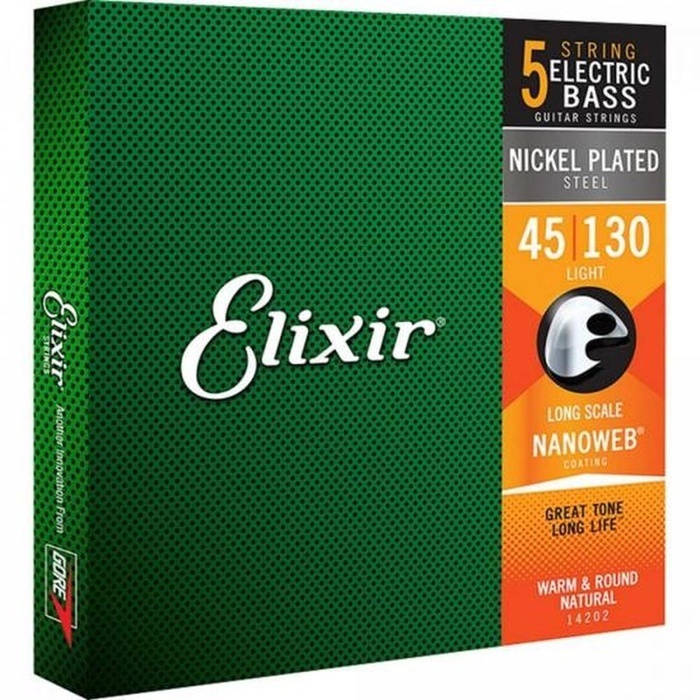 5 STRING
ELECTRIC
BASS
GUITAR STRINGS
NICKEL PLATED
STEEL
45|130
LIGHT
LONG SCALE
NANOWEB®
COATING
GREAT TONE
LONG LIFE™
WARM & ROUND
NATURAL
14202
Elixir®
Elixir
STRINGS
Another Innovation From
GORE